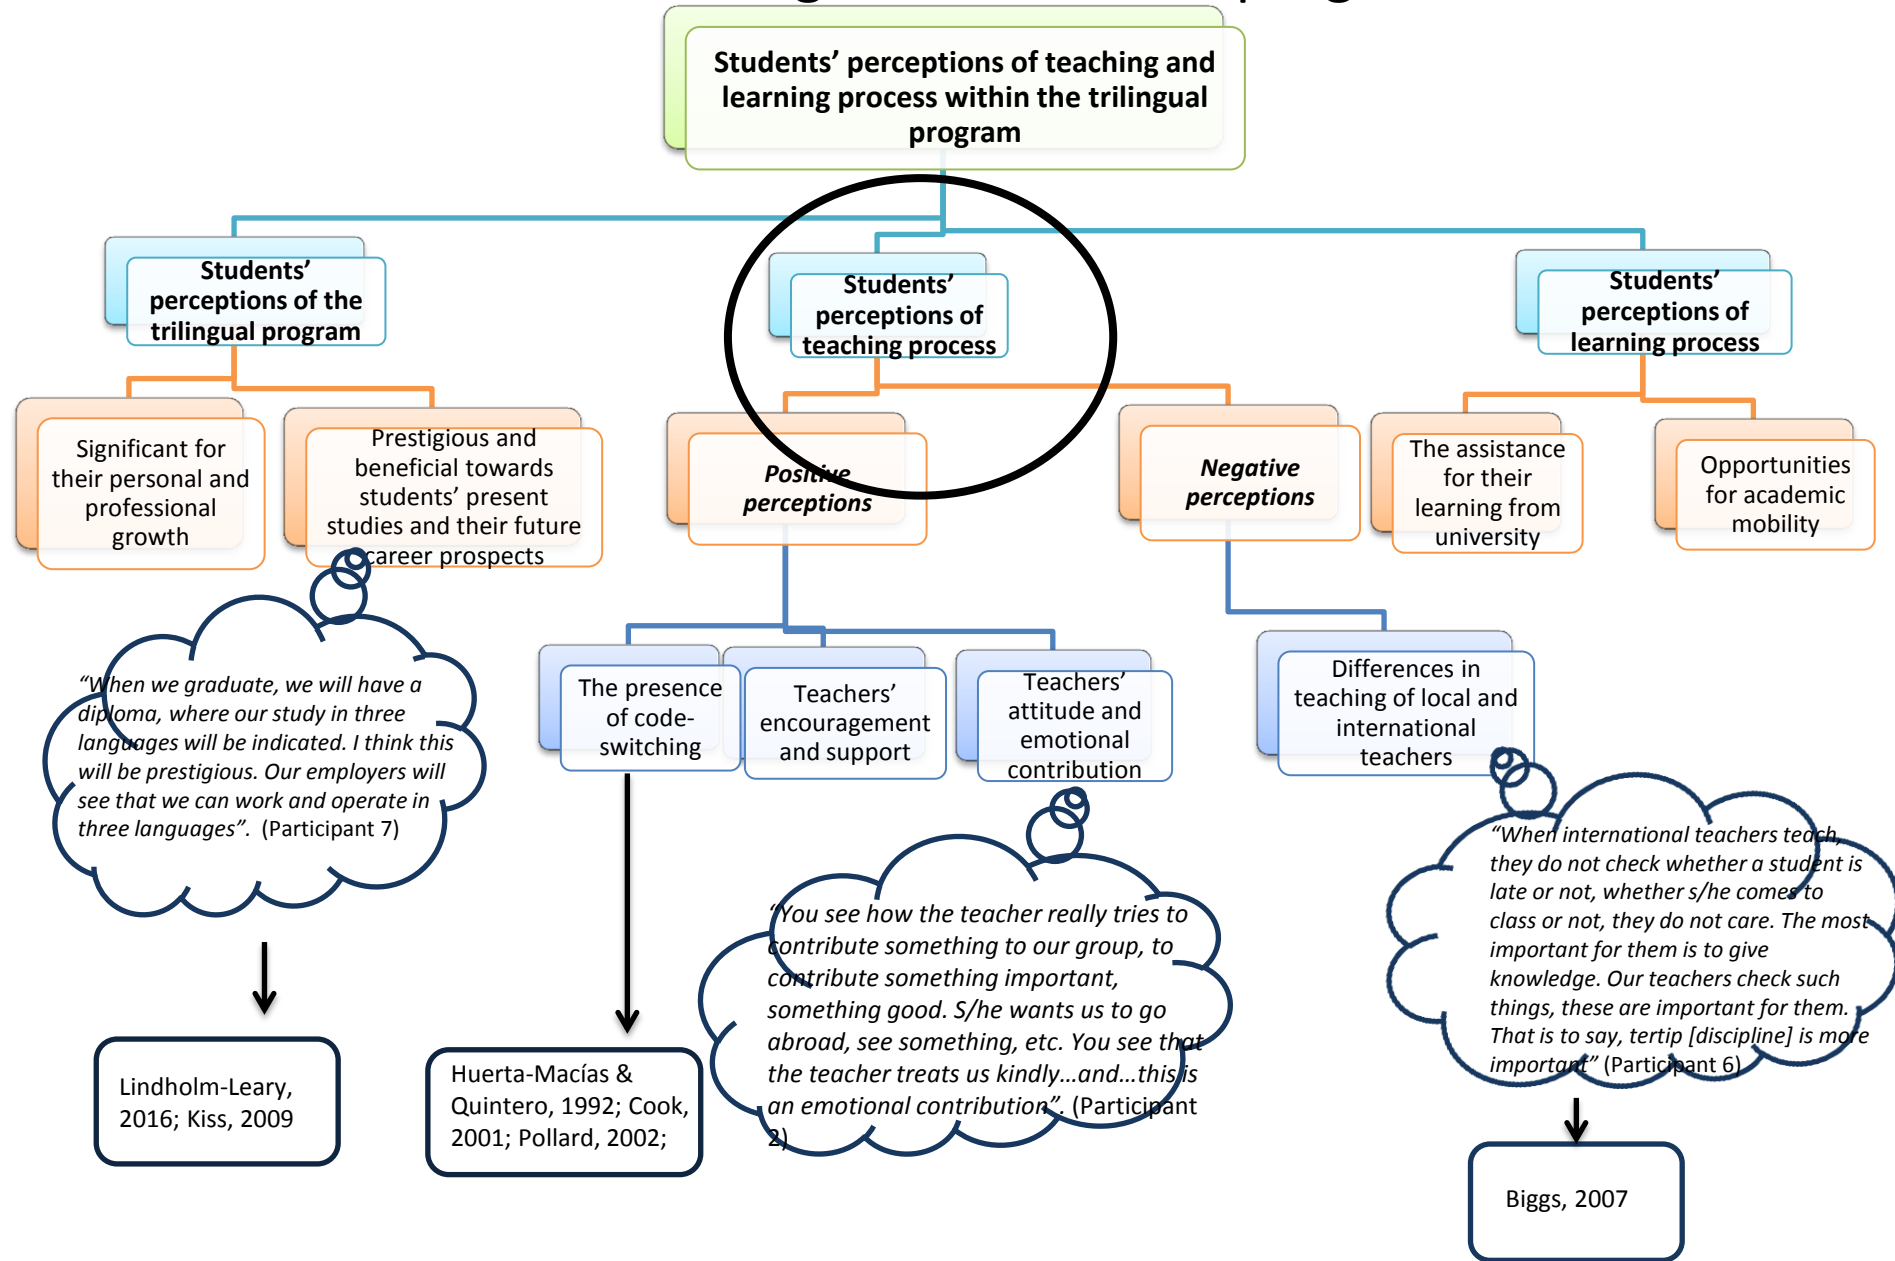 Students’ perceptions of teaching and
learning process within the trilingual
program
Students’
perceptions of the
trilingual program
Students’
perceptions of
teaching process
Students’
perceptions of
learning process
Significant for
their personal and
professional
growth
Prestigious and
beneficial towards
students’ present
studies and their future
career prospects
Positive
perceptions
Negative
perceptions
The assistance
for their
learning from
university
Opportunities
for academic
mobility
The presence
of code-
switching
Teachers’
encouragement
and support
Teachers’
attitude and
emotional
contribution
Differences in
teaching of local and
international
teachers
“When we graduate, we will have a
diploma, where our study in three
languages will be indicated. I think this
will be prestigious. Our employers will
see that we can work and operate in
three languages”. (Participant 7)
“You see how the teacher really tries to
contribute something to our group, to
contribute something important,
something good. S/he wants us to go
abroad, see something, etc. You see that
the teacher treats us kindly…and…this is
an emotional contribution”. (Participant
2)
“When international teachers teach,
they do not check whether a student is
late or not, whether s/he comes to
class or not, they do not care. The most
important for them is to give
knowledge. Our teachers check such
things, these are important for them.
That is to say, tertip [discipline] is more
important” (Participant 6)
Lindholm-Leary,
2016; Kiss, 2009
Huerta-Macías &
Quintero, 1992; Cook,
2001; Pollard, 2002;
Biggs, 2007